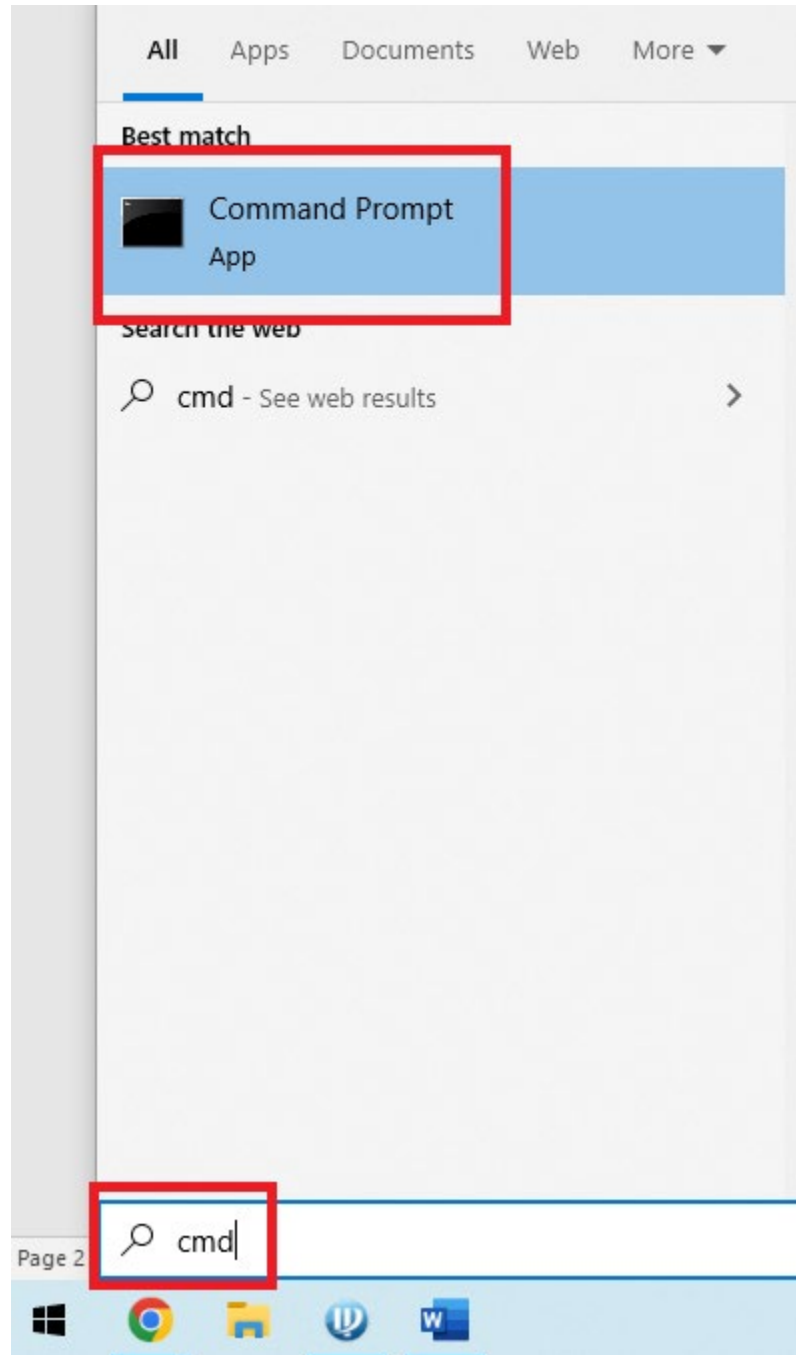 All Apps Documents Web More
Best match
Command Prompt
App
Search the web
cmd - See web results
cmd
Page 2